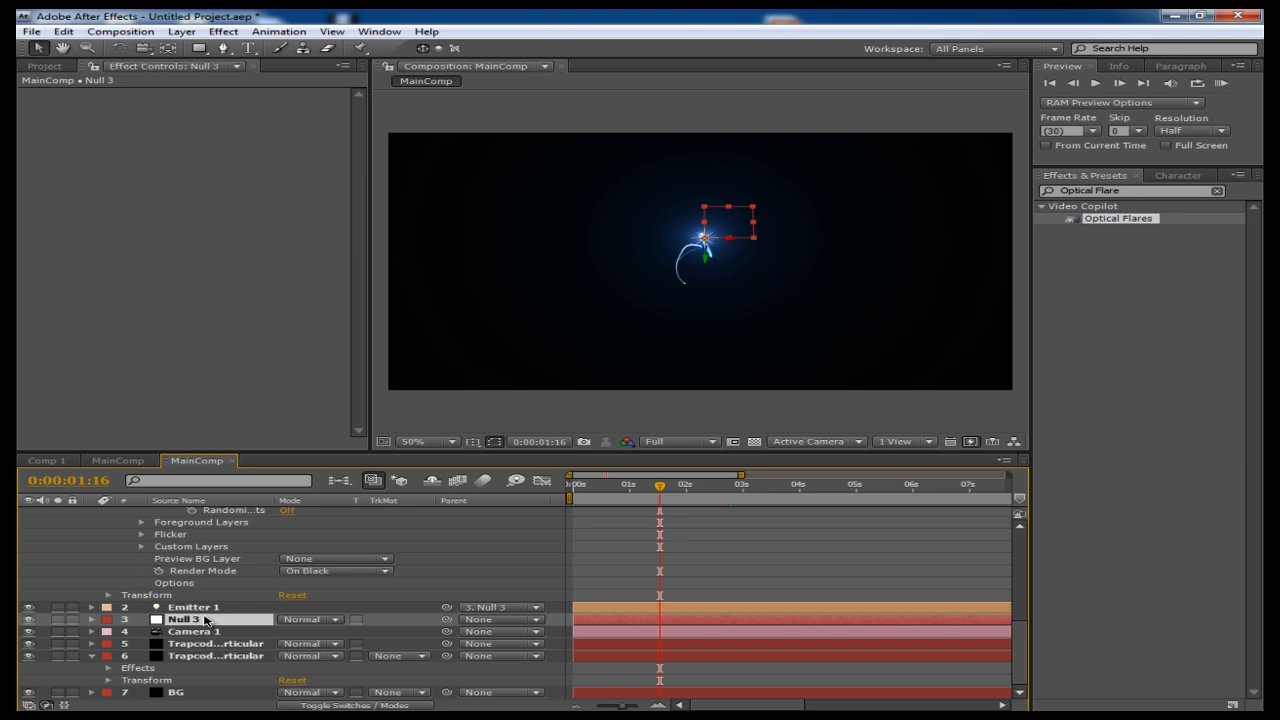 Adobe After Effects - Untitled Project.aep *
File Edit Composition Layer Effect Animation View Window Help
Workspace: All Panels Search Help
Project Effect Controls: Null 3 Composition: MainComp Preview Info Paragraph
MainComp • Null 3 MainComp
RAM Preview Options
Frame Rate Skip Resolution
(30) 0 Half
From Current Time Full Screen
Effects & Presets Character
Optical Flare
Video Copilot
Optical Flares
50% 0:00:01:16 Full Active Camera 1 View
Comp 1 MainComp MainComp
0:00:01:16
# Source Name Mode T TrkMat Parent 00s 01s 02s 03s 04s 05s 06s 07s
Randomi...ts Off
Foreground Layers
Flicker
Custom Layers
Preview BG Layer None
Render Mode On Black
Options
Transform Reset
2 Emitter 1 3. Null 3
3 Null 3 Normal None
4 Camera 1 None
5 Trapcod...rticular Normal None
6 Trapcod...rticular Normal None None
Effects
Transform Reset
7 BG Normal None None
Toggle Switches / Modes